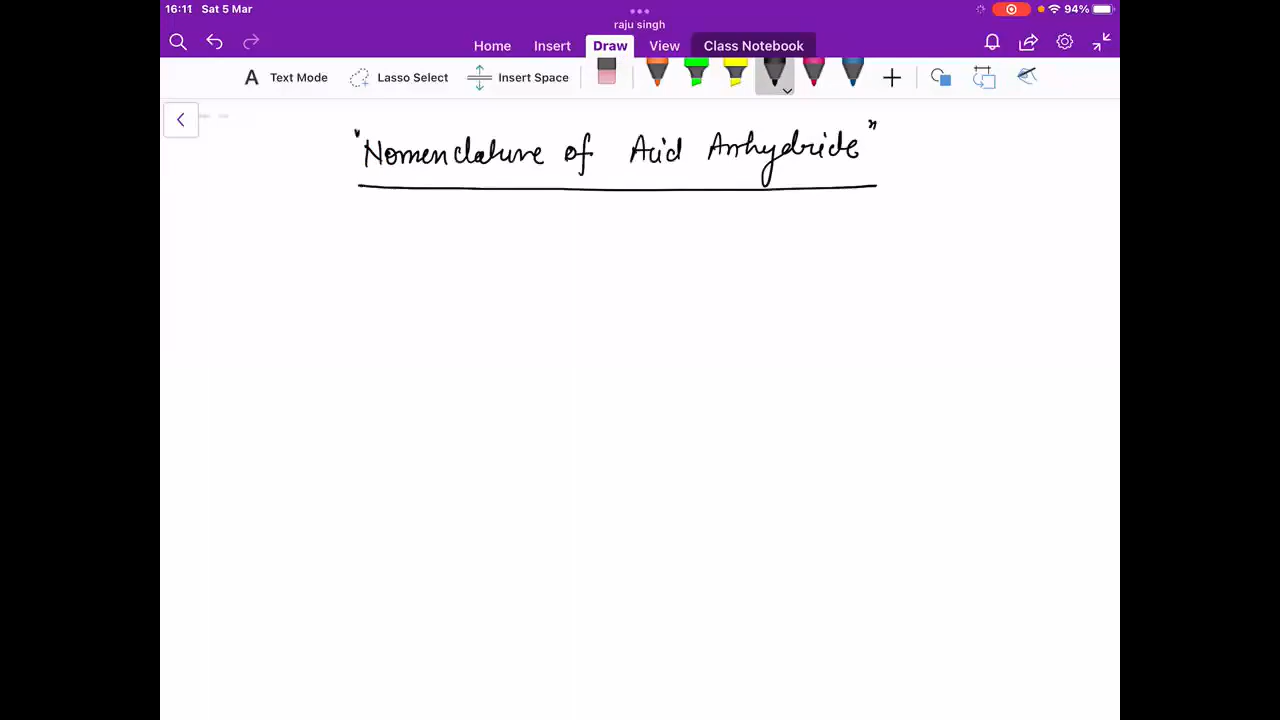 16:11 Sat 5 Mar 94%
raju singh
Home Insert Draw View Class Notebook
A Text Mode Lasso Select Insert Space
"Nomenclature of Acid Anhydride"